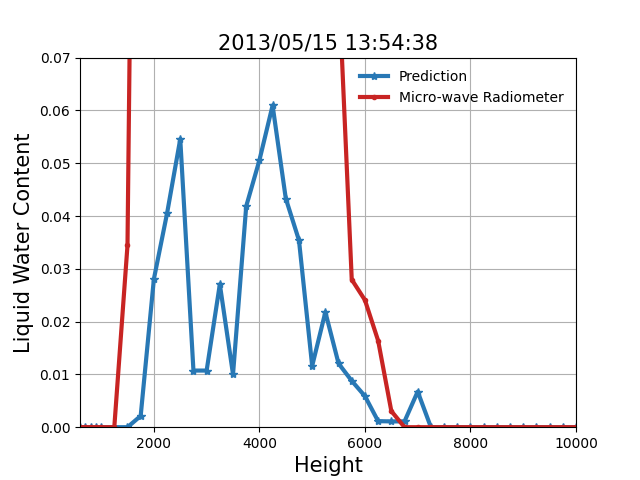 2013/05/15 13:54:38
0.07
0.06
0.05
0.04
0.03
0.02
0.01
0.00
Liquid Water Content
Prediction
Micro-wave Radiometer
2000 4000 6000 8000 10000
Height